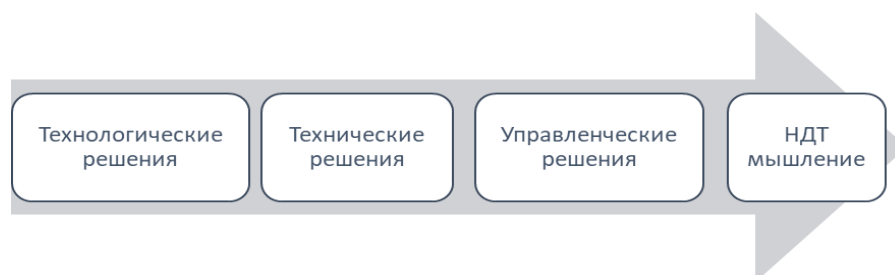 Технологические
решения
Технические
решения
Управленческие
решения
НДТ
мышление